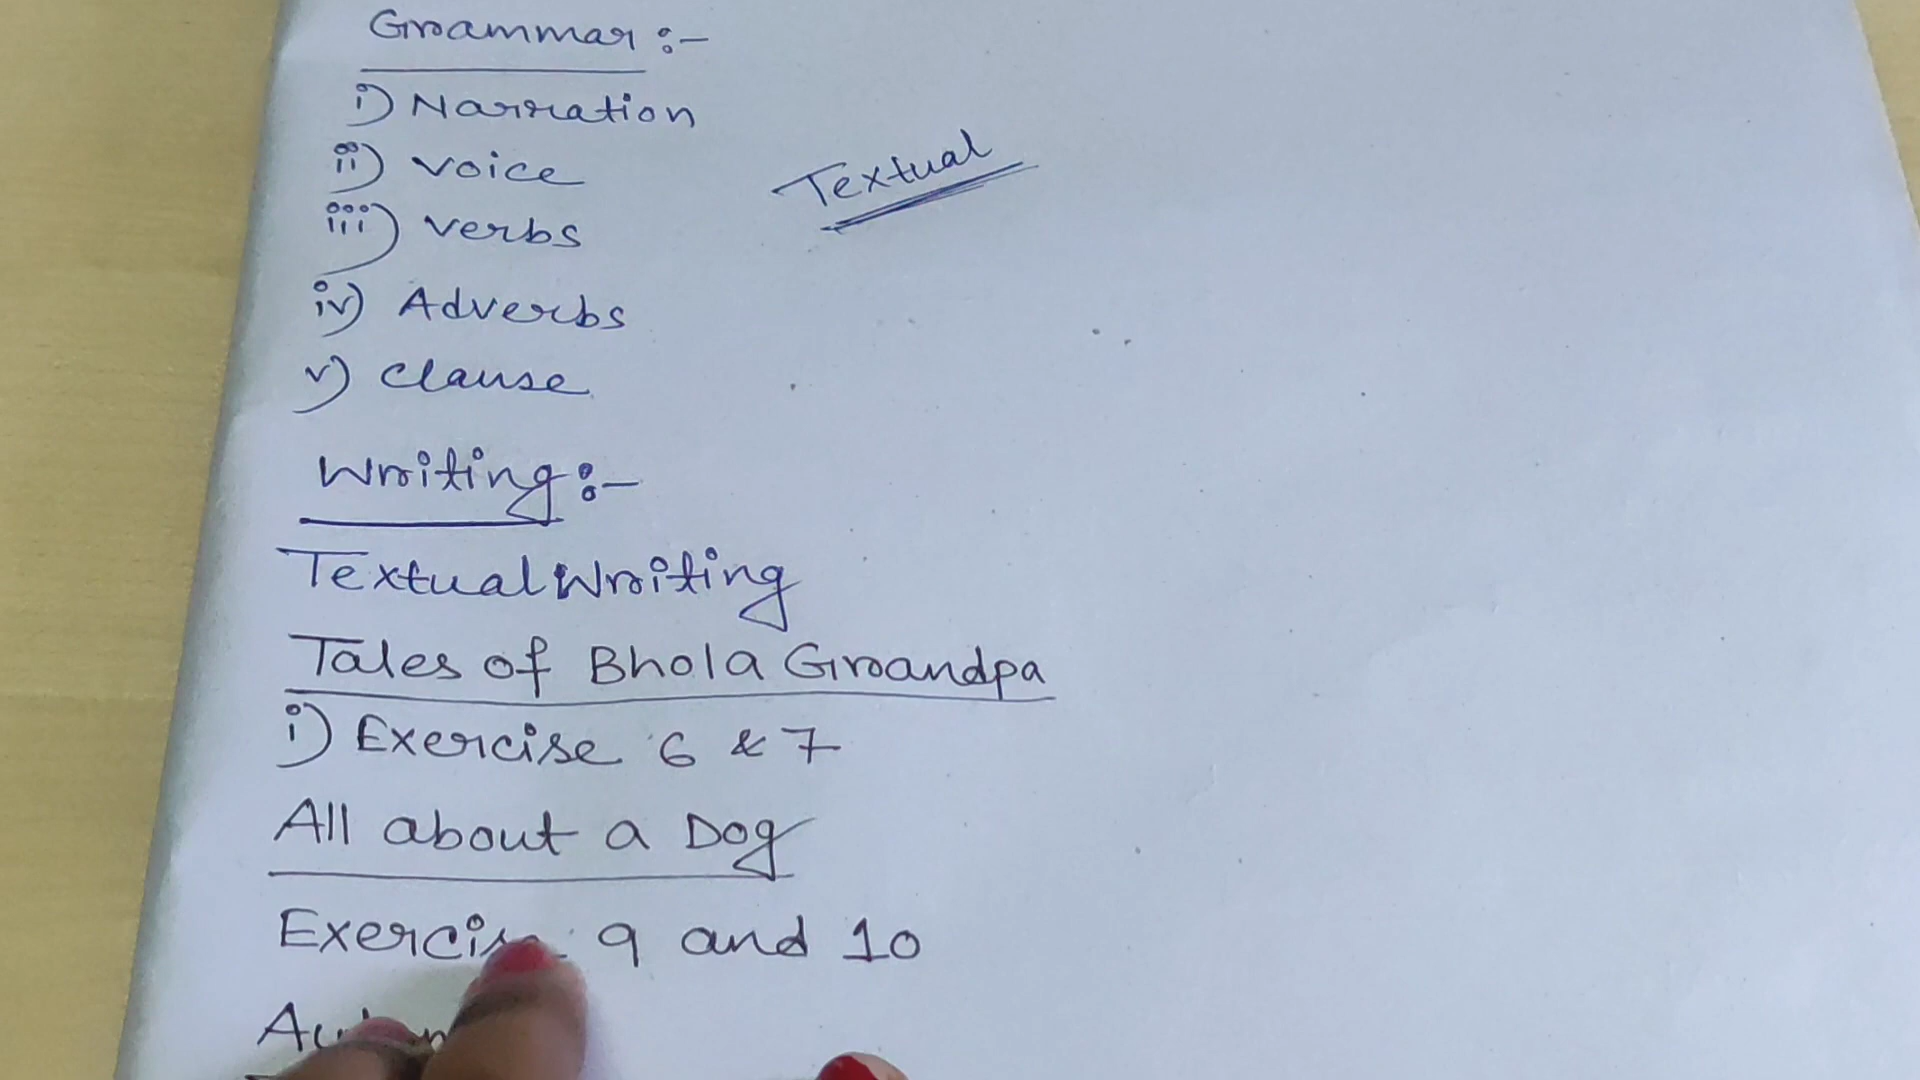 Grammar :-
i) Narration
ii) voice
Textual
iii) verbs
iv) Adverbs
v) clause
Writing :-
Textual Writing
Tales of Bhola Grandpa
i) Exercise 6 & 7
All about a Dog
Exercise 9 and 10